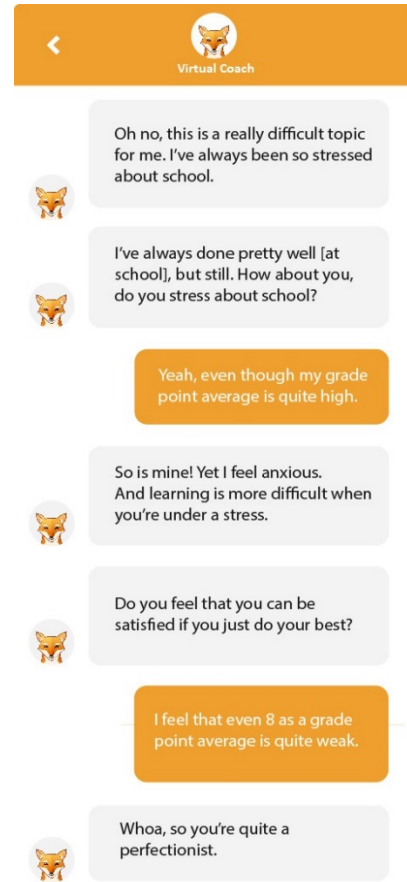 Virtual Coach
Oh no, this is a really difficult topic
for me. I've always been so stressed
about school.
I've always done pretty well [at
school], but still. How about you,
do you stress about school?
Yeah, even though my grade
point average is quite high.
So is mine! Yet I feel anxious.
And learning is more difficult when
you're under a stress.
Do you feel that you can be
satisfied if you just do your best?
I feel that even 8 as a grade
point average is quite weak.
Whoa, so you're quite a
perfectionist.